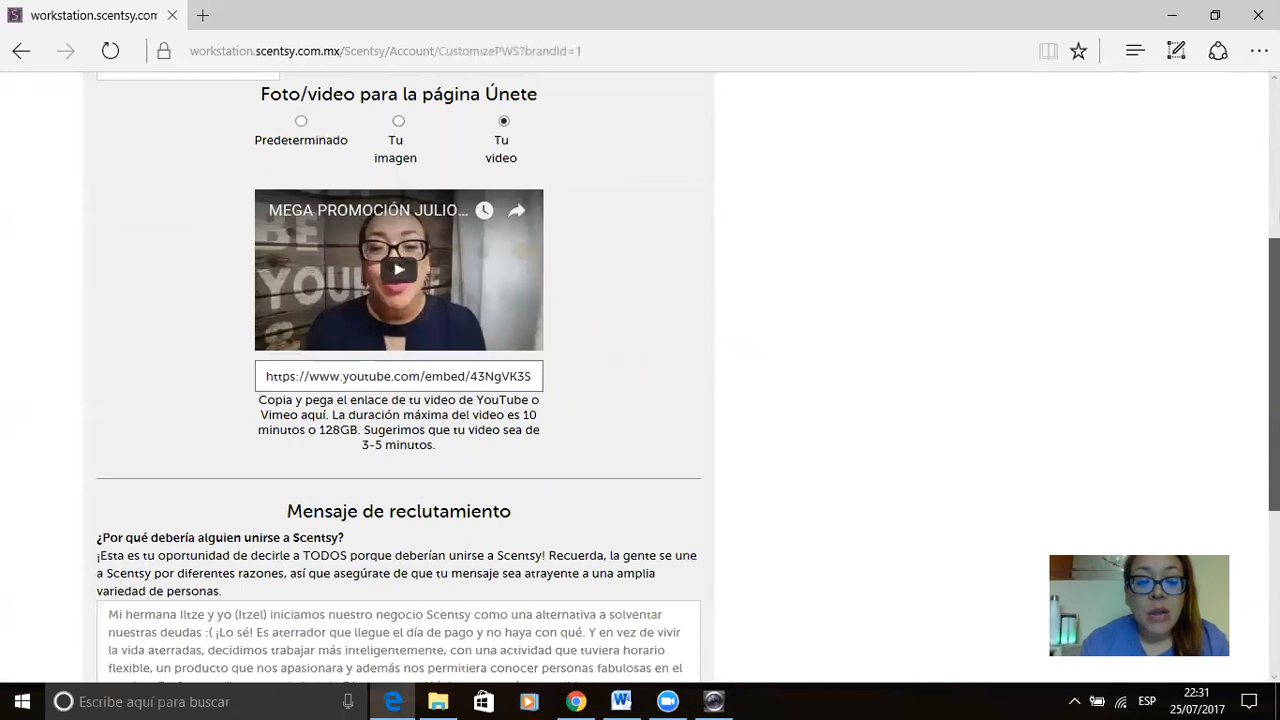 workstation.scentsy.com
workstation.scentsy.com.mx/Scentsy/Account/CustomizePWS?brandid=1
Foto/video para la página Únete
Predeterminado
Tu imagen
Tu video
MEGA PROMOCIÓN JULIO...
BE
YOURSELF
https://www.youtube.com/embed/43NgVK3S
Copia y pega el enlace de tu video de YouTube o
Vimeo aquí. La duración máxima del video es 10
minutos o 128GB. Sugerimos que tu video sea de
3-5 minutos.
Mensaje de reclutamiento
¿Por qué debería alguien unirse a Scentsy?
¡Esta es tu oportunidad de decirle a TODOS porque deberían unirse a Scentsy! Recuerda, la gente se une
a Scentsy por diferentes razones, así que asegúrate de que tu mensaje sea atrayente a una amplia
variedad de personas.
Mi hermana Iltze y yo (Itzel) iniciamos nuestro negocio Scentsy como una alternativa a solventar
nuestras deudas :( ¡Lo sé! Es aterrador que llegue el día de pago y no haya con qué. Y en vez de vivir
la vida aterradas, decidimos trabajar más inteligentemente, con una actividad que tuviera horario
flexible, un producto que nos apasionara y además nos permitiera conocer personas fabulosas en el
Escribe aquí para buscar
ESP
22:31
25/07/2017